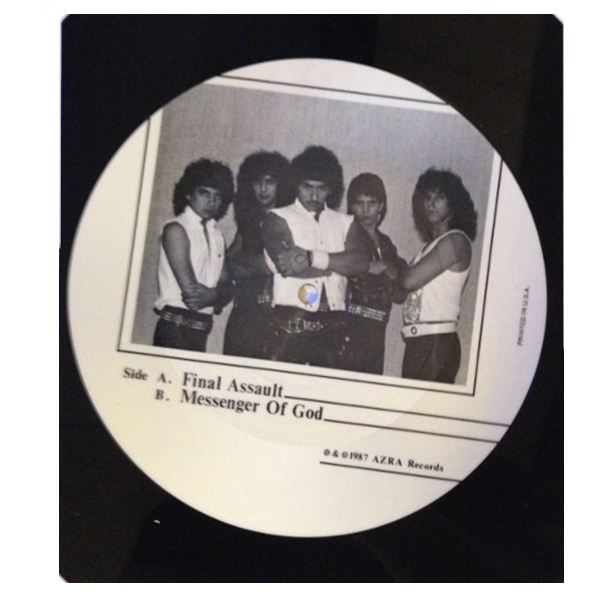 Side A. Final Assault
B. Messenger Of God
℗ & ©1987 AZRA Records
PRINTED IN U.S.A.